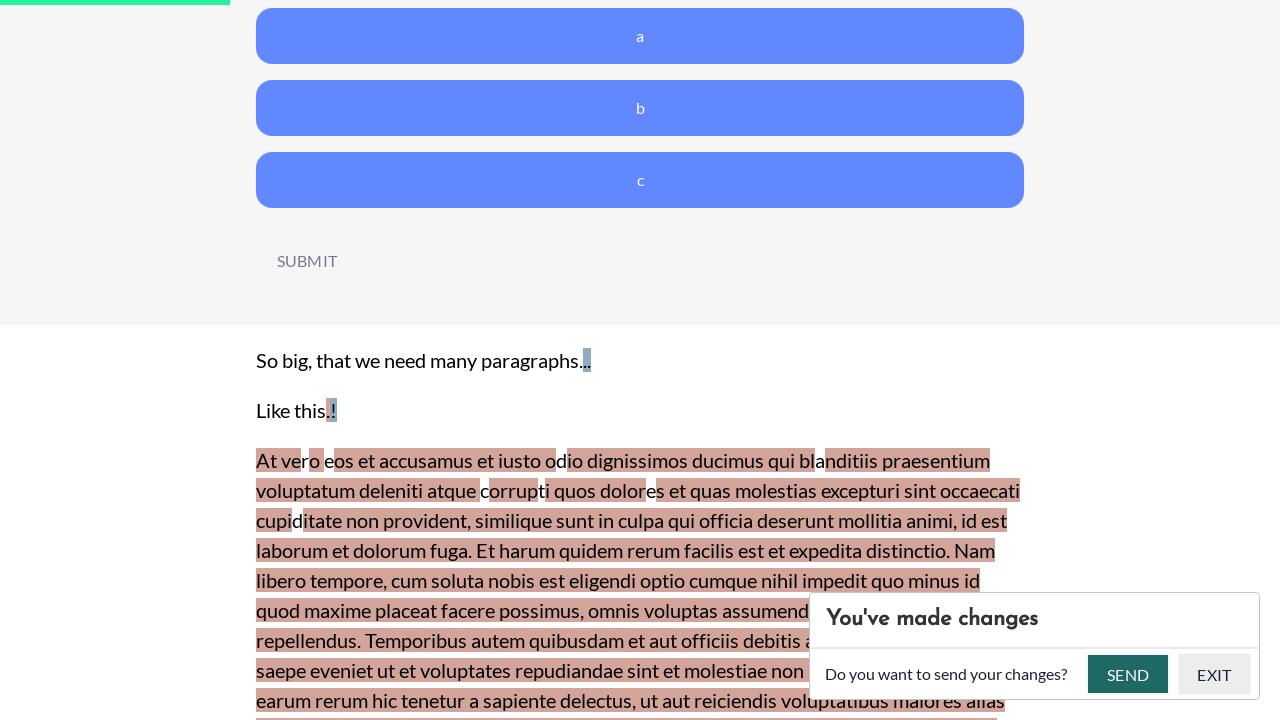 a
b
c
SUBMIT
So big, that we need many paragraphs...
Like this.!
At vero eos et accusamus et iusto odio dignissimos ducimus qui blanditiis praesentium
voluptatum deleniti atque corrupti quos dolores et quas molestias excepturi sint occaecati
cupiditate non provident, similique sunt in culpa qui officia deserunt mollitia animi, id est
laborum et dolorum fuga. Et harum quidem rerum facilis est et expedita distinctio. Nam
libero tempore, cum soluta nobis est eligendi optio cumque nihil impedit quo minus id
quod maxime placeat facere possimus, omnis voluptas assumend
repellendus. Temporibus autem quibusdam et aut officiis debitis
saepe eveniet ut et voluptates repudiandae sint et molestiae non
earum rerum hic tenetur a sapiente delectus, ut aut reiciendis voluptatibus maiores alias
You've made changes
Do you want to send your changes?
SEND
EXIT